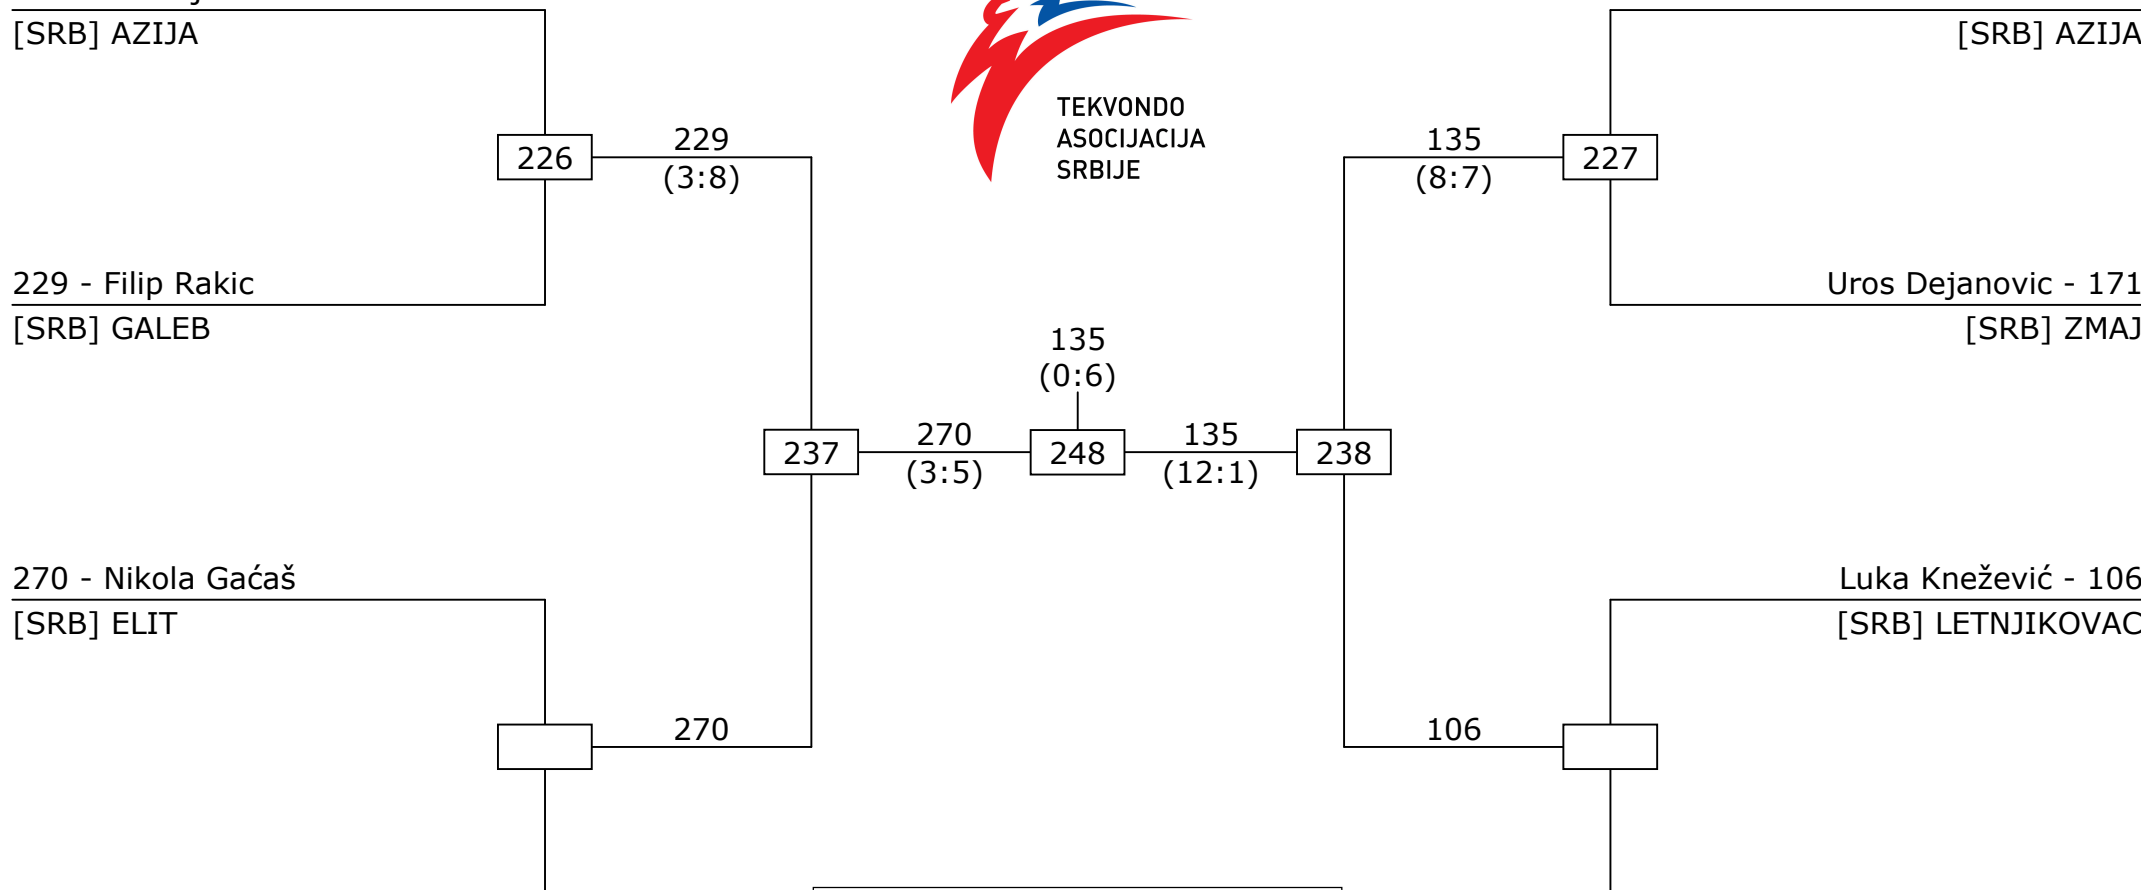 [SRB] AZIJA
[SRB] AZIJA
TEKVONDO
ASOCIJACIJA
SRBIJE
226
229
(3:8)
135
(8:7)
227
229 - Filip Rakic
[SRB] GALEB
Uros Dejanovic - 171
[SRB] ZMAJ
135
(0:6)
237
270
(3:5)
248
135
(12:1)
238
270 - Nikola Gaćaš
[SRB] ELIT
Luka Knežević - 106
[SRB] LETNJIKOVAC
270
106